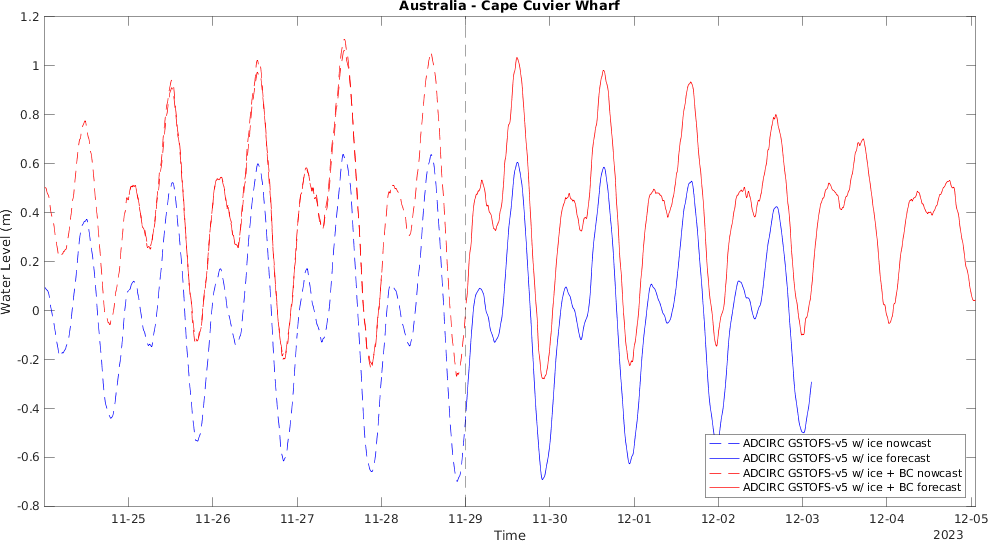 Australia - Cape Cuvier Wharf
1.2
1
0.8
0.6
0.4
0.2
0
-0.2
-0.4
-0.6
-0.8
Water Level (m)
ADCIRC GSTOFS-v5 w/ ice nowcast
ADCIRC GSTOFS-v5 w/ ice forecast
ADCIRC GSTOFS-v5 w/ ice + BC nowcast
ADCIRC GSTOFS-v5 w/ ice + BC forecast
11-25 11-26 11-27 11-28 11-29 11-30 12-01 12-02 12-03 12-04 12-05
Time
2023